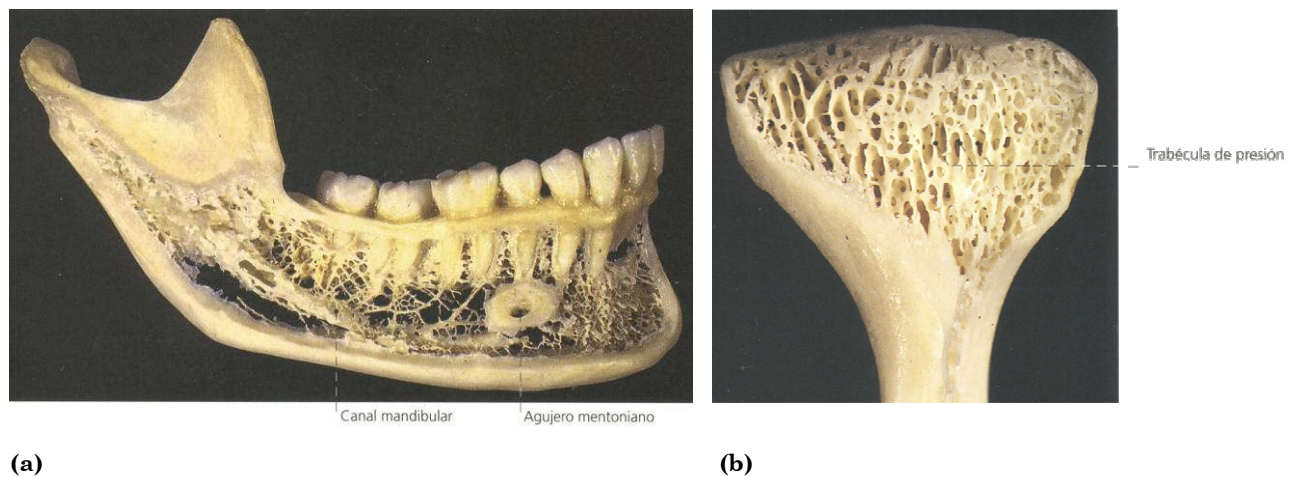 Trabécula de presión
Canal mandibular
Agujero mentoniano
(a)
(b)